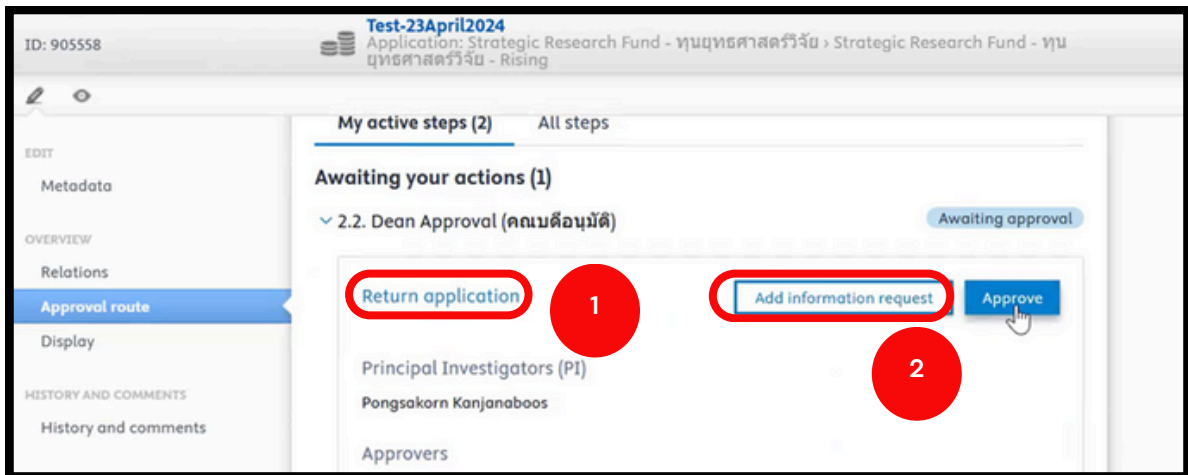 ID: 905558
Test-23April2024
Application: Strategic Research Fund - ทุนยุทธศาสตร์วิจัย › Strategic Research Fund - ทุน
ยุทธศาสตร์วิจัย - Rising
EDIT
Metadata
OVERVIEW
Relations
Approval route
Display
HISTORY AND COMMENTS
History and comments
My active steps (2)
All steps
Awaiting your actions (1)
2.2. Dean Approval (คณบดีอนุมัติ)
Awaiting approval
Return application
1
Add information request
Approve
2
Principal Investigators (PI)
Pongsakorn Kanjanaboos
Approvers